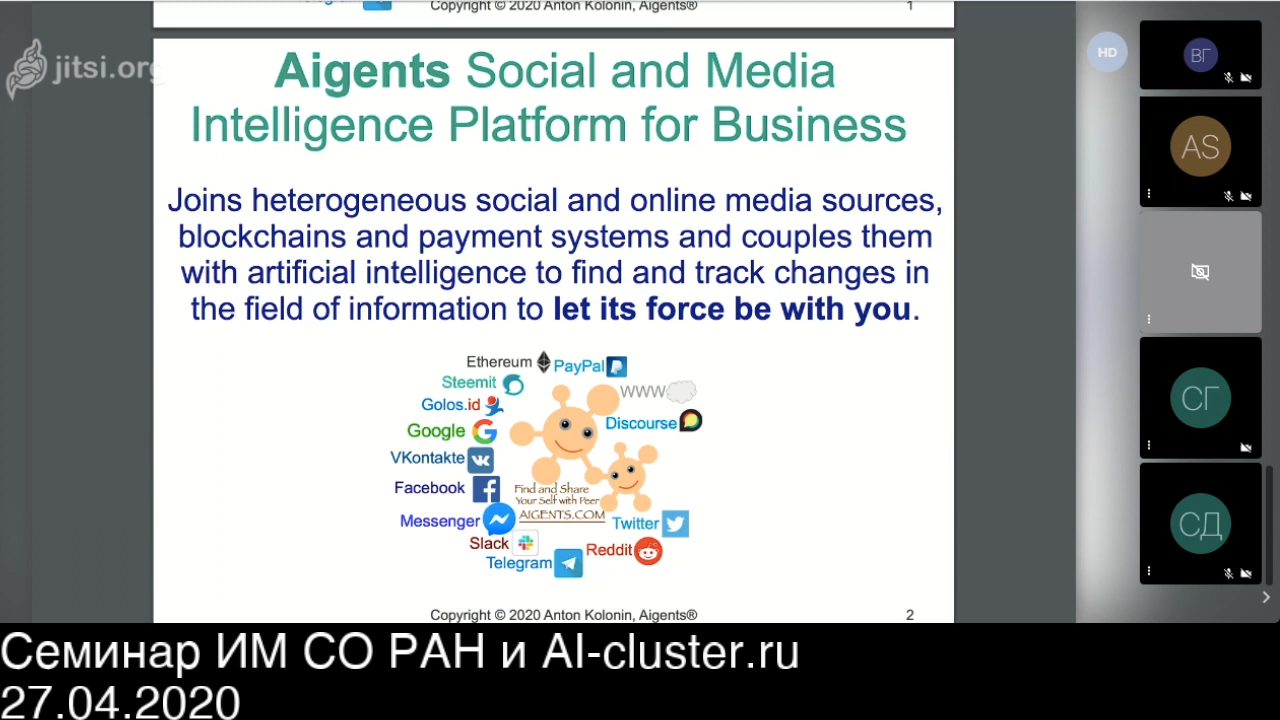 Copyright © 2020 Anton Kolonin, Aigents® 1
jitsi.org
HD
Aigents Social and Media
Intelligence Platform for Business
Joins heterogeneous social and online media sources,
blockchains and payment systems and couples them
with artificial intelligence to find and track changes in
the field of information to let its force be with you.
Ethereum PayPal
Steemit
www
Golos.id
Discourse
Google
VKontakte
Facebook
Find and Share
Your Self with Peer
AIGENTS.COM
Messenger
Twitter
Slack
Reddit
Telegram
Copyright © 2020 Anton Kolonin, Aigents® 2
ВГ
AS
СГ
СД
Семинар ИМ СО РАН и AI-cluster.ru
27.04.2020